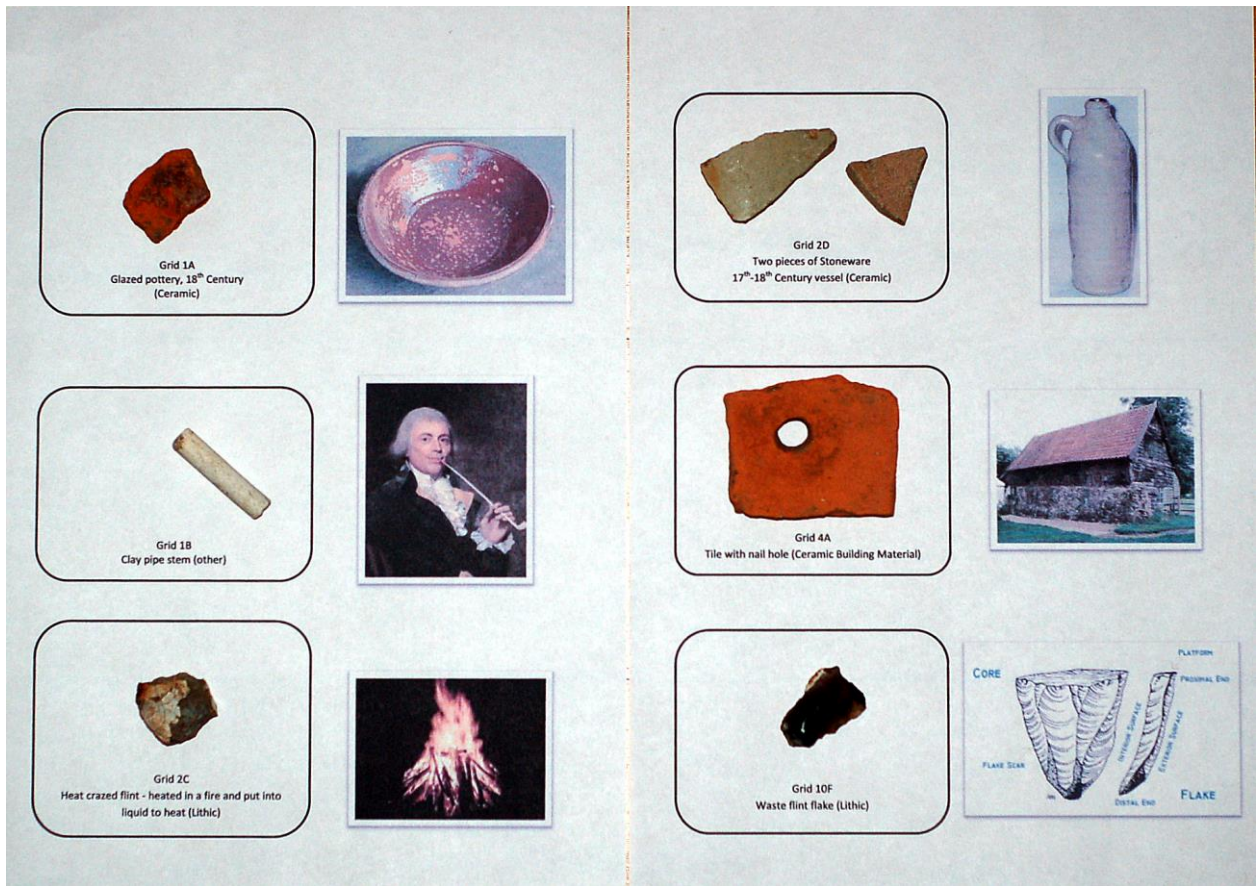 Grid 1A
Glazed pottery, 18th Century
(Ceramic)
Grid 1B
Clay pipe stem (other)
Grid 2C
Heat crazed flint - heated in a fire and put into
liquid to heat (Lithic)
Grid 2D
Two pieces of Stoneware
17th-18th Century vessel (Ceramic)
Grid 4A
Tile with nail hole (Ceramic Building Material)
Grid 10F
Waste flint flake (Lithic)
CORE
PLATFORM
PROXIMAL END
INTERIOR SURFACE
EXTERIOR SURFACE
FLAKE SCAR
DISTAL END
FLAKE